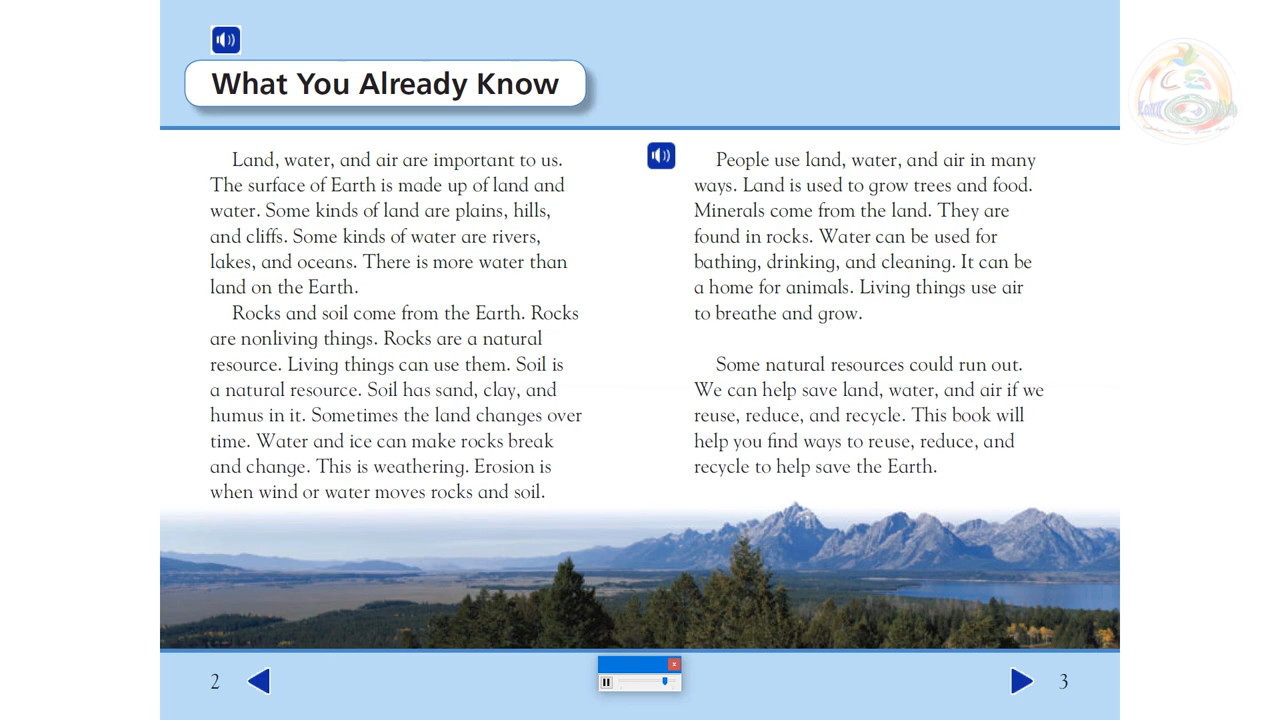 What You Already Know
Land, water, and air are important to us.
The surface of Earth is made up of land and
water. Some kinds of land are plains, hills,
and cliffs. Some kinds of water are rivers,
lakes, and oceans. There is more water than
land on the Earth.
Rocks and soil come from the Earth. Rocks
are nonliving things. Rocks are a natural
resource. Living things can use them. Soil is
a natural resource. Soil has sand, clay, and
humus in it. Sometimes the land changes over
time. Water and ice can make rocks break
and change. This is weathering. Erosion is
when wind or water moves rocks and soil.
People use land, water, and air in many
ways. Land is used to grow trees and food.
Minerals come from the land. They are
found in rocks. Water can be used for
bathing, drinking, and cleaning. It can be
a home for animals. Living things use air
to breathe and grow.
Some natural resources could run out.
We can help save land, water, and air if we
reuse, reduce, and recycle. This book will
help you find ways to reuse, reduce, and
recycle to help save the Earth.
2
3